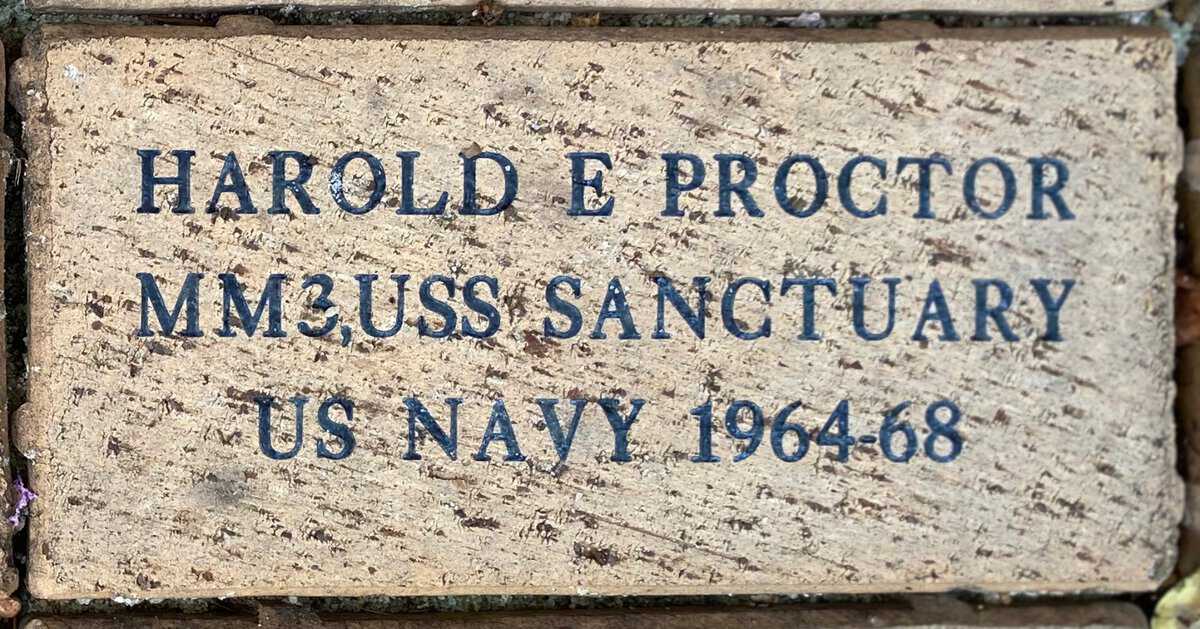 HAROLD E PROCTOR
MM3,USS SANCTUARY
US NAVY 1964-68